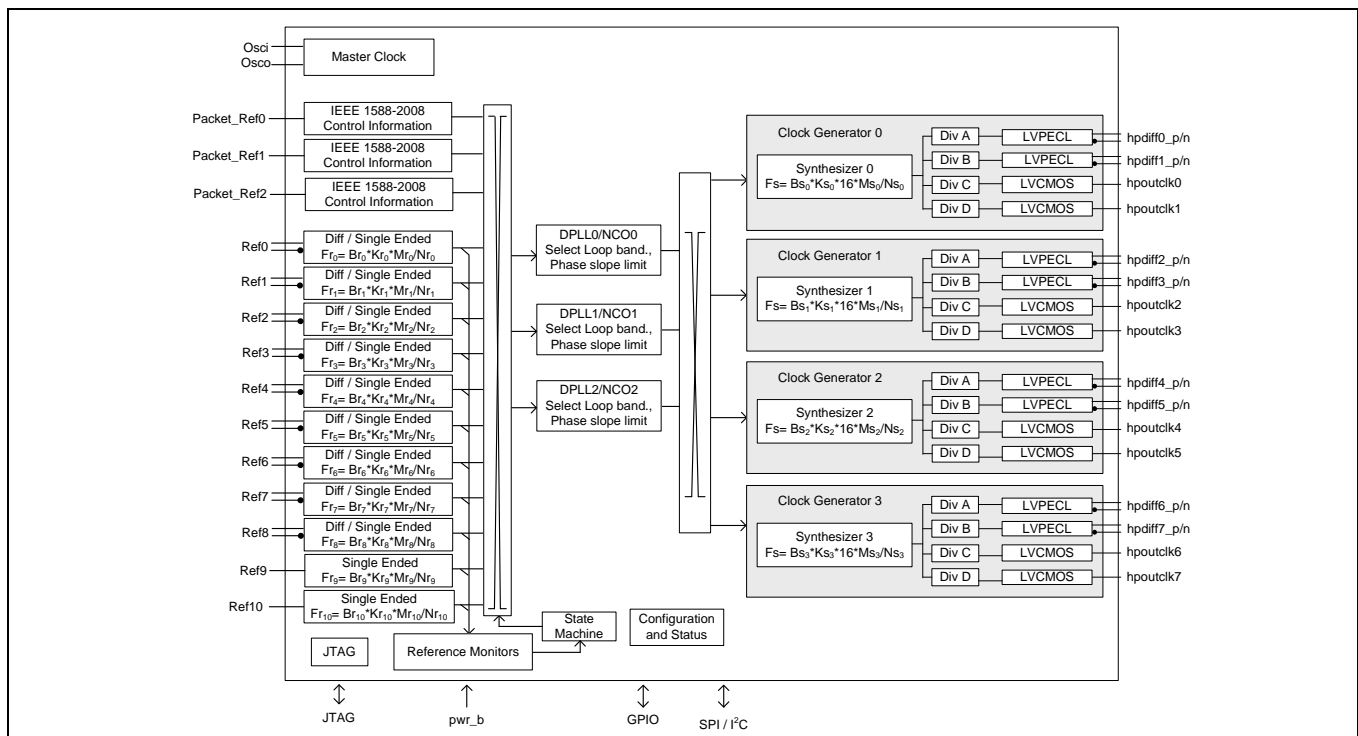 Osci
Osco
Master Clock
Packet_Ref0
IEEE 1588-2008
Control Information
Packet_Ref1
IEEE 1588-2008
Control Information
Packet_Ref2
IEEE 1588-2008
Control Information
Ref0
Diff / Single Ended
Fr₀= Br₀*Kr₀*Mr₀/Nr₀
Ref1
Diff / Single Ended
Fr₁= Br₁*Kr₁*Mr₁/Nr₁
Ref2
Diff / Single Ended
Fr₂= Br₂*Kr₂*Mr₂/Nr₂
Ref3
Diff / Single Ended
Fr₃= Br₃*Kr₃*Mr₃/Nr₃
Ref4
Diff / Single Ended
Fr₄= Br₄*Kr₄*Mr₄/Nr₄
Ref5
Diff / Single Ended
Fr₅= Br₅*Kr₅*Mr₅/Nr₅
Ref6
Diff / Single Ended
Fr₆= Br₆*Kr₆*Mr₆/Nr₆
Ref7
Diff / Single Ended
Fr₇= Br₇*Kr₇*Mr₇/Nr₇
Ref8
Diff / Single Ended
Fr₈= Br₈*Kr₈*Mr₈/Nr₈
Ref9
Single Ended
Fr₉= Br₉*Kr₉*Mr₉/Nr₉
Ref10
Single Ended
Fr₁₀= Br₁₀*Kr₁₀*Mr₁₀/Nr₁₀
DPLL0/NCO0
Select Loop band.,
Phase slope limit
DPLL1/NCO1
Select Loop band.,
Phase slope limit
DPLL2/NCO2
Select Loop band.,
Phase slope limit
Clock Generator 0
Synthesizer 0
Fs= Bs₀*Ks₀*16*Ms₀/Ns₀
Div A
LVPECL
hpdiff0_p/n
Div B
LVPECL
hpdiff1_p/n
Div C
LVCMOS
hpoutclk0
Div D
LVCMOS
hpoutclk1
Clock Generator 1
Synthesizer 1
Fs= Bs₁*Ks₁*16*Ms₁/Ns₁
Div A
LVPECL
hpdiff2_p/n
Div B
LVPECL
hpdiff3_p/n
Div C
LVCMOS
hpoutclk2
Div D
LVCMOS
hpoutclk3
Clock Generator 2
Synthesizer 2
Fs= Bs₂*Ks₂*16*Ms₂/Ns₂
Div A
LVPECL
hpdiff4_p/n
Div B
LVPECL
hpdiff5_p/n
Div C
LVCMOS
hpoutclk4
Div D
LVCMOS
hpoutclk5
Clock Generator 3
Synthesizer 3
Fs= Bs₃*Ks₃*16*Ms₃/Ns₃
Div A
LVPECL
hpdiff6_p/n
Div B
LVPECL
hpdiff7_p/n
Div C
LVCMOS
hpoutclk6
Div D
LVCMOS
hpoutclk7
JTAG
Reference Monitors
State
Machine
Configuration
and Status
JTAG
pwr_b
GPIO
SPI / I²C